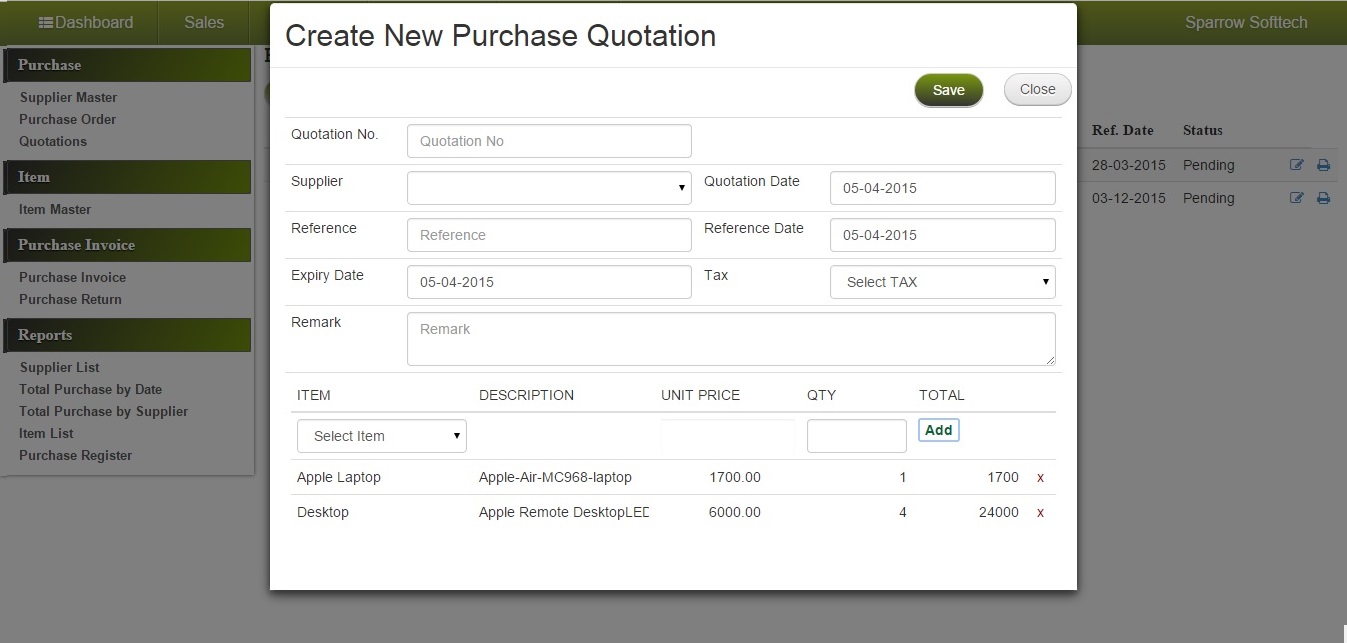 Dashboard Sales Sparrow Softtech
Purchase
Supplier Master
Purchase Order
Quotations
Item
Item Master
Purchase Invoice
Purchase Invoice
Purchase Return
Reports
Supplier List
Total Purchase by Date
Total Purchase by Supplier
Item List
Purchase Register
Create New Purchase Quotation
Save Close
Quotation No. Quotation No
Supplier Quotation Date 05-04-2015
Reference Reference Reference Date 05-04-2015
Expiry Date 05-04-2015 Tax Select TAX
Remark Remark
ITEM DESCRIPTION UNIT PRICE QTY TOTAL
Select Item Add
Apple Laptop Apple-Air-MC968-laptop 1700.00 1 1700 x
Desktop Apple Remote DesktopLED 6000.00 4 24000 x
Ref. Date Status
28-03-2015 Pending
03-12-2015 Pending